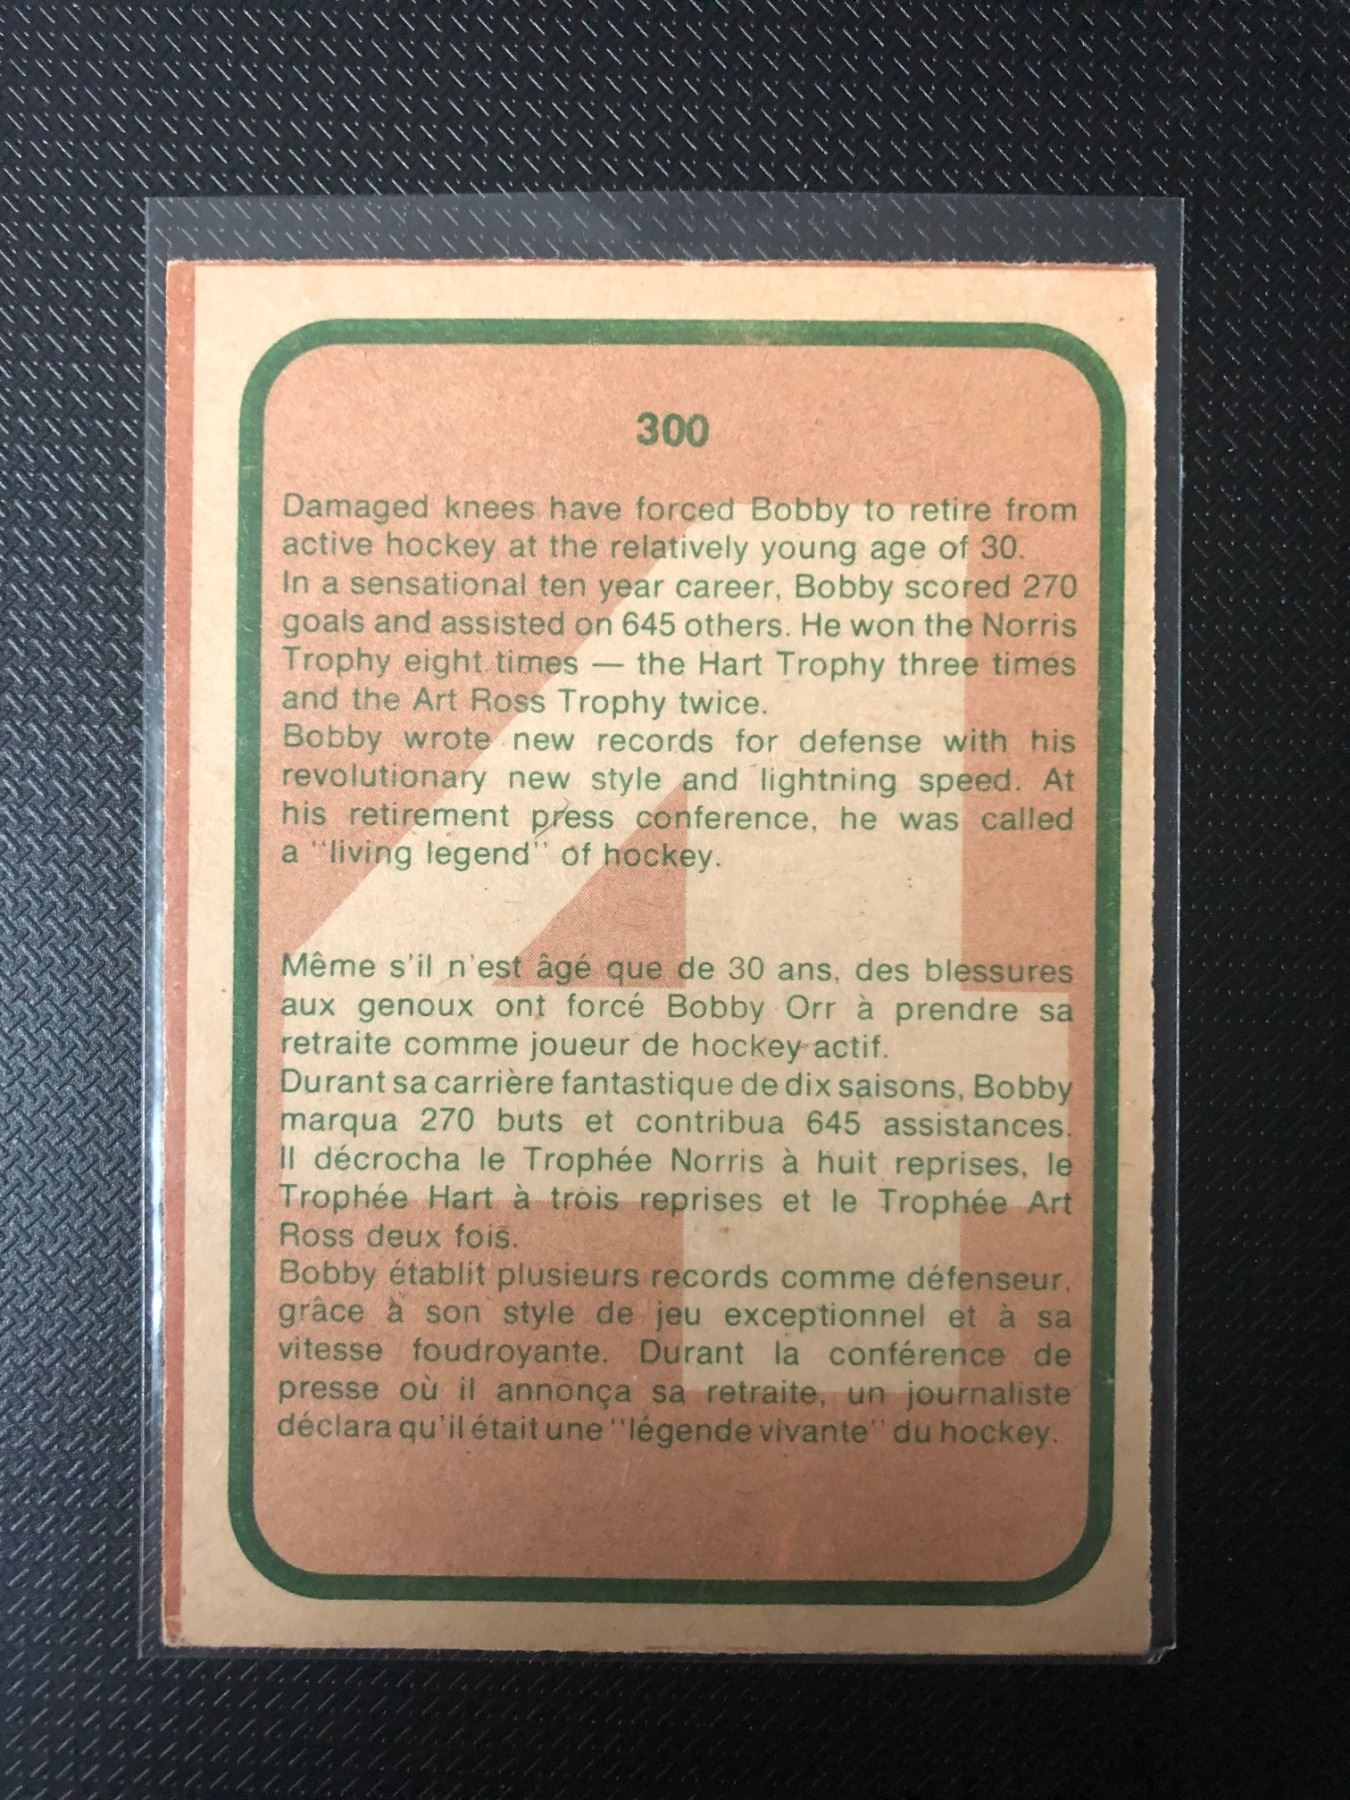 300
Damaged knees have forced Bobby to retire from
active hockey at the relatively young age of 30.
In a sensational ten year career, Bobby scored 270
goals and assisted on 645 others. He won the Norris
Trophy eight times — the Hart Trophy three times
and the Art Ross Trophy twice.
Bobby wrote new records for defense with his
revolutionary new style and lightning speed. At
his retirement press conference, he was called
a "living legend" of hockey.
Même s'il n'est âgé que de 30 ans, des blessures
aux genoux ont forcé Bobby Orr à prendre sa
retraite comme joueur de hockey actif.
Durant sa carrière fantastique de dix saisons, Bobby
marqua 270 buts et contribua 645 assistances.
Il décrocha le Trophée Norris à huit reprises, le
Trophée Hart à trois reprises et le Trophée Art
Ross deux fois.
Bobby établit plusieurs records comme défenseur,
grâce à son style de jeu exceptionnel et à sa
vitesse foudroyante. Durant la conférence de
presse où il annonça sa retraite, un journaliste
déclara qu'il était une "légende vivante" du hockey.
4